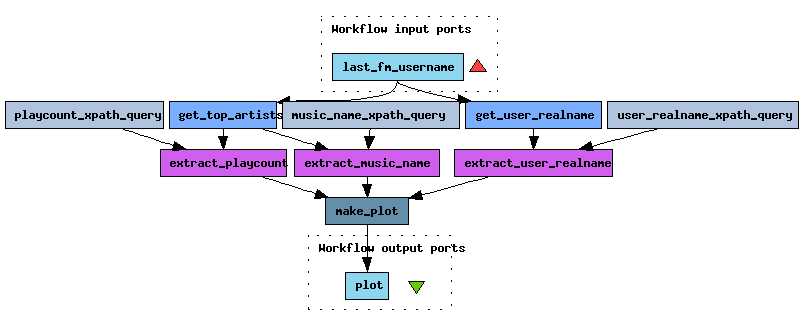 Workflow input ports
last_fm_username
playcount_xpath_query
get_top_artists
music_name_xpath_query
get_user_realname
user_realname_xpath_query
extract_playcount
extract_music_name
extract_user_realname
make_plot
Workflow output ports
plot